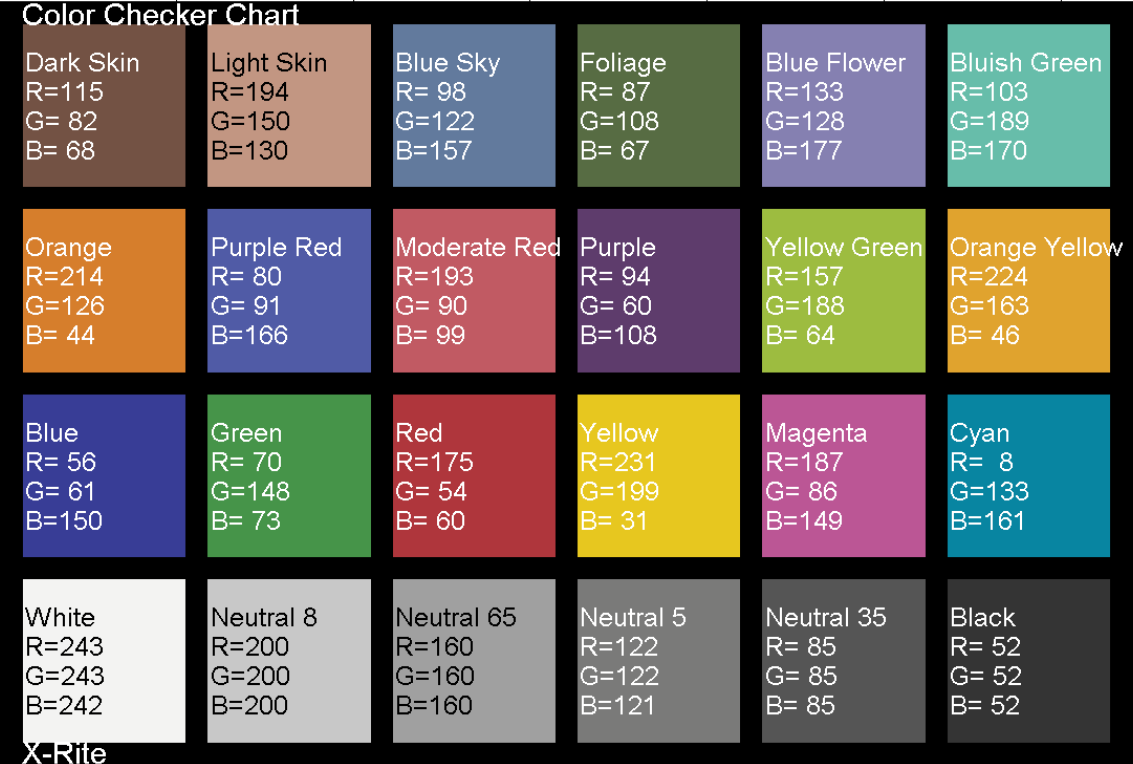 Color Checker Chart
Dark Skin
R=115
G= 82
B= 68
Light Skin
R=194
G=150
B=130
Blue Sky
R= 98
G=122
B=157
Foliage
R= 87
G=108
B= 67
Blue Flower
R=133
G=128
B=177
Bluish Green
R=103
G=189
B=170
Orange
R=214
G=126
B= 44
Purple Red
R= 80
G= 91
B=166
Moderate Red
R=193
G= 90
B= 99
Purple
R= 94
G= 60
B=108
Yellow Green
R=157
G=188
B= 64
Orange Yellow
R=224
G=163
B= 46
Blue
R= 56
G= 61
B=150
Green
R= 70
G=148
B= 73
Red
R=175
G= 54
B= 60
Yellow
R=231
G=199
B= 31
Magenta
R=187
G= 86
B=149
Cyan
R=  8
G=133
B=161
White
R=243
G=243
B=242
Neutral 8
R=200
G=200
B=200
Neutral 65
R=160
G=160
B=160
Neutral 5
R=122
G=122
B=121
Neutral 35
R= 85
G= 85
B= 85
Black
R= 52
G= 52
B= 52
X-Rite